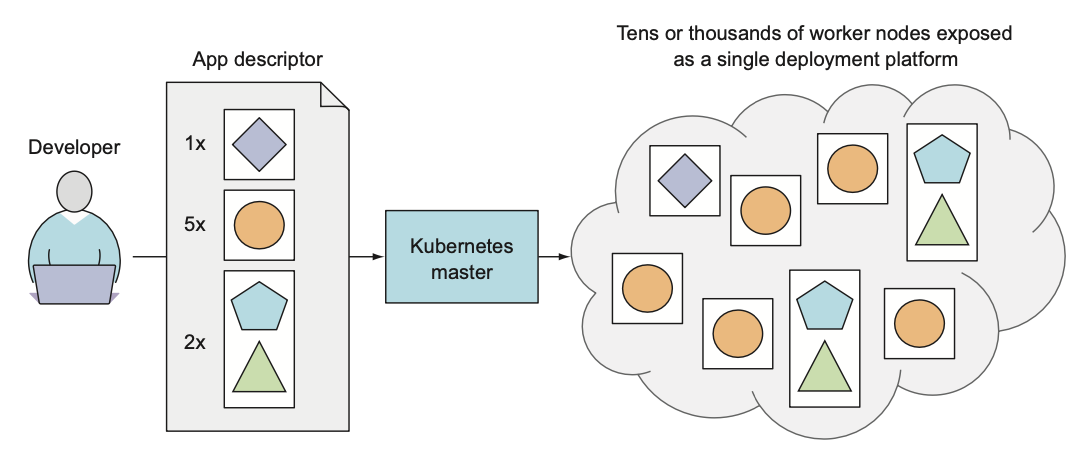 Tens or thousands of worker nodes exposed
as a single deployment platform
App descriptor
Developer
1x
5x
2x
Kubernetes
master